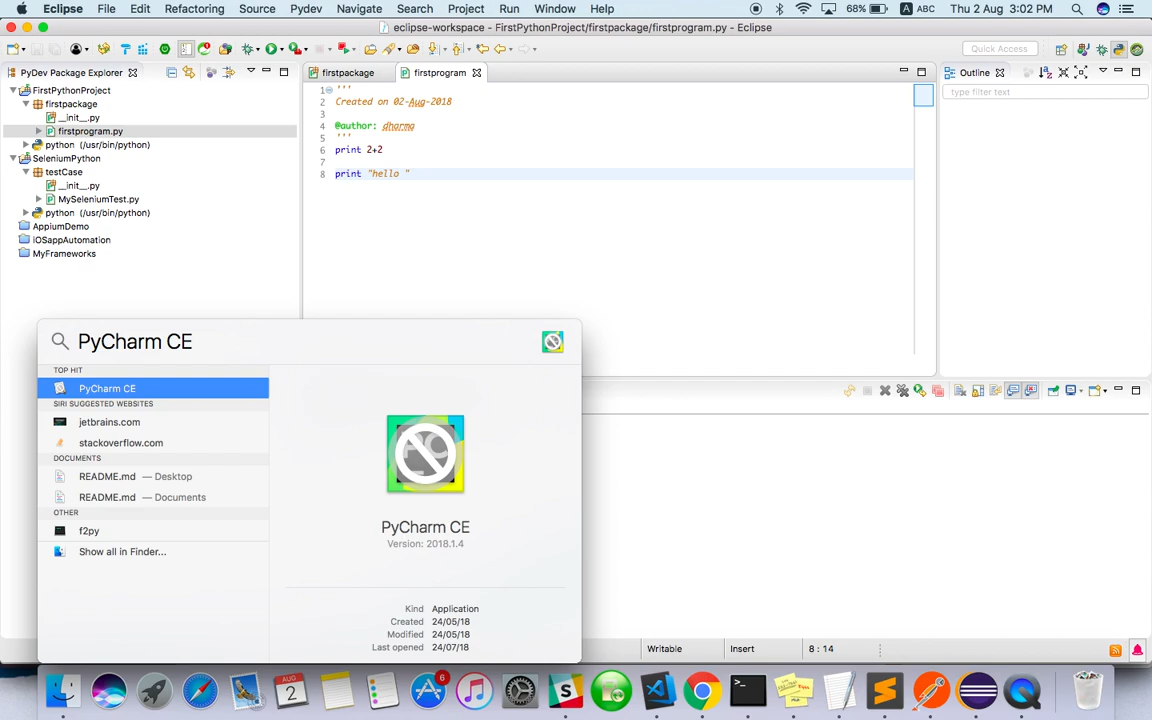 Eclipse File Edit Navigate Search Project Refactoring Source Pydev Run Window Help 68% A ABC Thu 2 Aug 3:02 PM
eclipse-workspace - FirstPythonProject/firstpackage/firstprogram.py - Eclipse
Quick Access
PyDev Package Explorer
FirstPythonProject
firstpackage
__init__.py
firstprogram.py
python (/usr/bin/python)
SeleniumPython
testCase
__init__.py
MySeleniumTest.py
python (/usr/bin/python)
AppiumDemo
iOSappAutomation
MyFrameworks
firstpackage
firstprogram
1 '''
2 Created on 02-Aug-2018
3
4 @author: dharma
5 '''
6 print 2+2
7
8 print "hello "
Outline
type filter text
PyCharm CE
TOP HIT
PyCharm CE
SIRI SUGGESTED WEBSITES
jetbrains.com
stackoverflow.com
DOCUMENTS
README.md — Desktop
README.md — Documents
OTHER
f2py
Show all in Finder...
PyCharm CE
Version: 2018.1.4
Kind Application
Created 24/05/18
Modified 24/05/18
Last opened 24/07/18
Writable
Insert
8 : 14
AUG
2
6